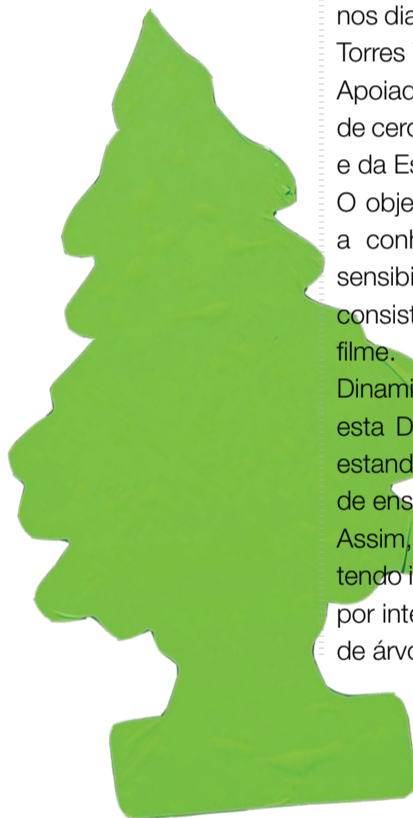 nos dia
Torres
Apoiad
de cerc
e da Es
O obje
a conh
sensibi
consist
filme.
Dinami
esta D
estand
de ens
Assim,
tendo i
por inte
de árvo